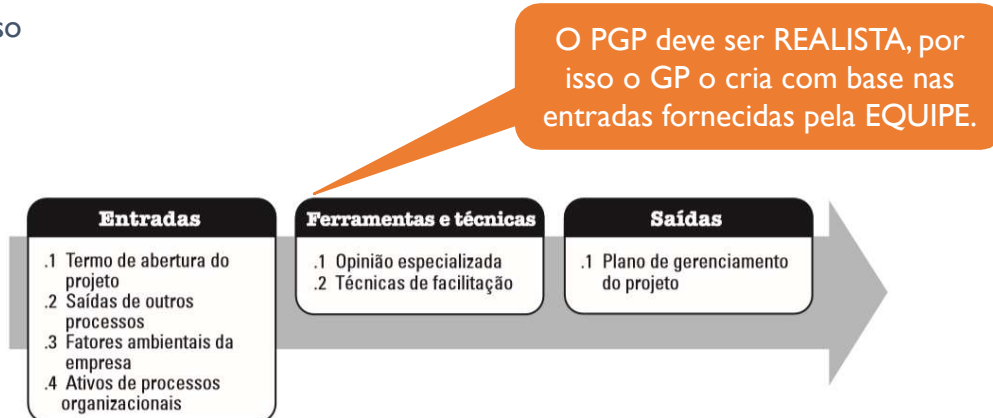 so
O PGP deve ser REALISTA, por
isso o GP o cria com base nas
entradas fornecidas pela EQUIPE.
Entradas
.1 Termo de abertura do
projeto
.2 Saídas de outros
processos
.3 Fatores ambientais da
empresa
.4 Ativos de processos
organizacionais
Ferramentas e técnicas
.1 Opinião especializada
.2 Técnicas de facilitação
Saídas
.1 Plano de gerenciamento
do projeto